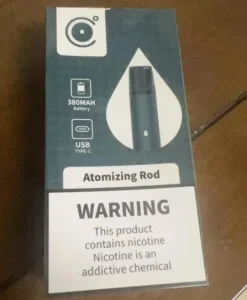 380MAH
Battery
USB
TYPE-C
Atomizing Rod
WARNING
This product
contains nicotine
Nicotine is an
addictive chemical